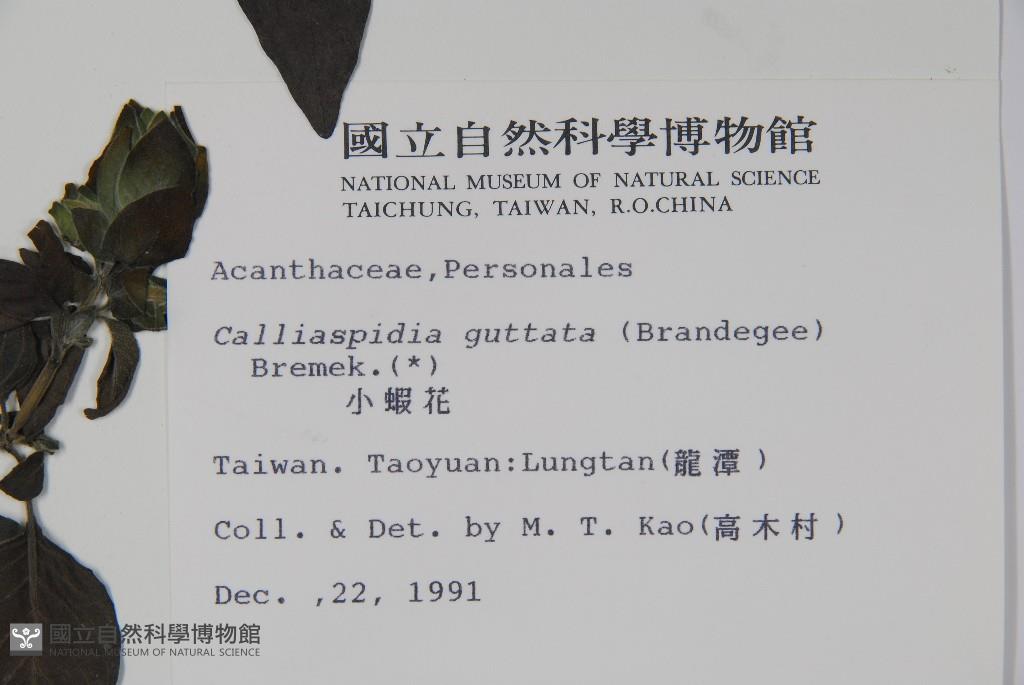 國立自然科學博物館
NATIONAL MUSEUM OF NATURAL SCIENCE
TAICHUNG, TAIWAN, R.O.CHINA
Acanthaceae,Personales
Calliaspidia guttata (Brandegee)
Bremek.(*)
小蝦花
Taiwan. Taoyuan:Lungtan(龍潭)
Coll. & Det. by M. T. Kao(高木村)
Dec. ,22, 1991
國立自然科學博物館
NATIONAL MUSEUM OF NATURAL SCIENCE